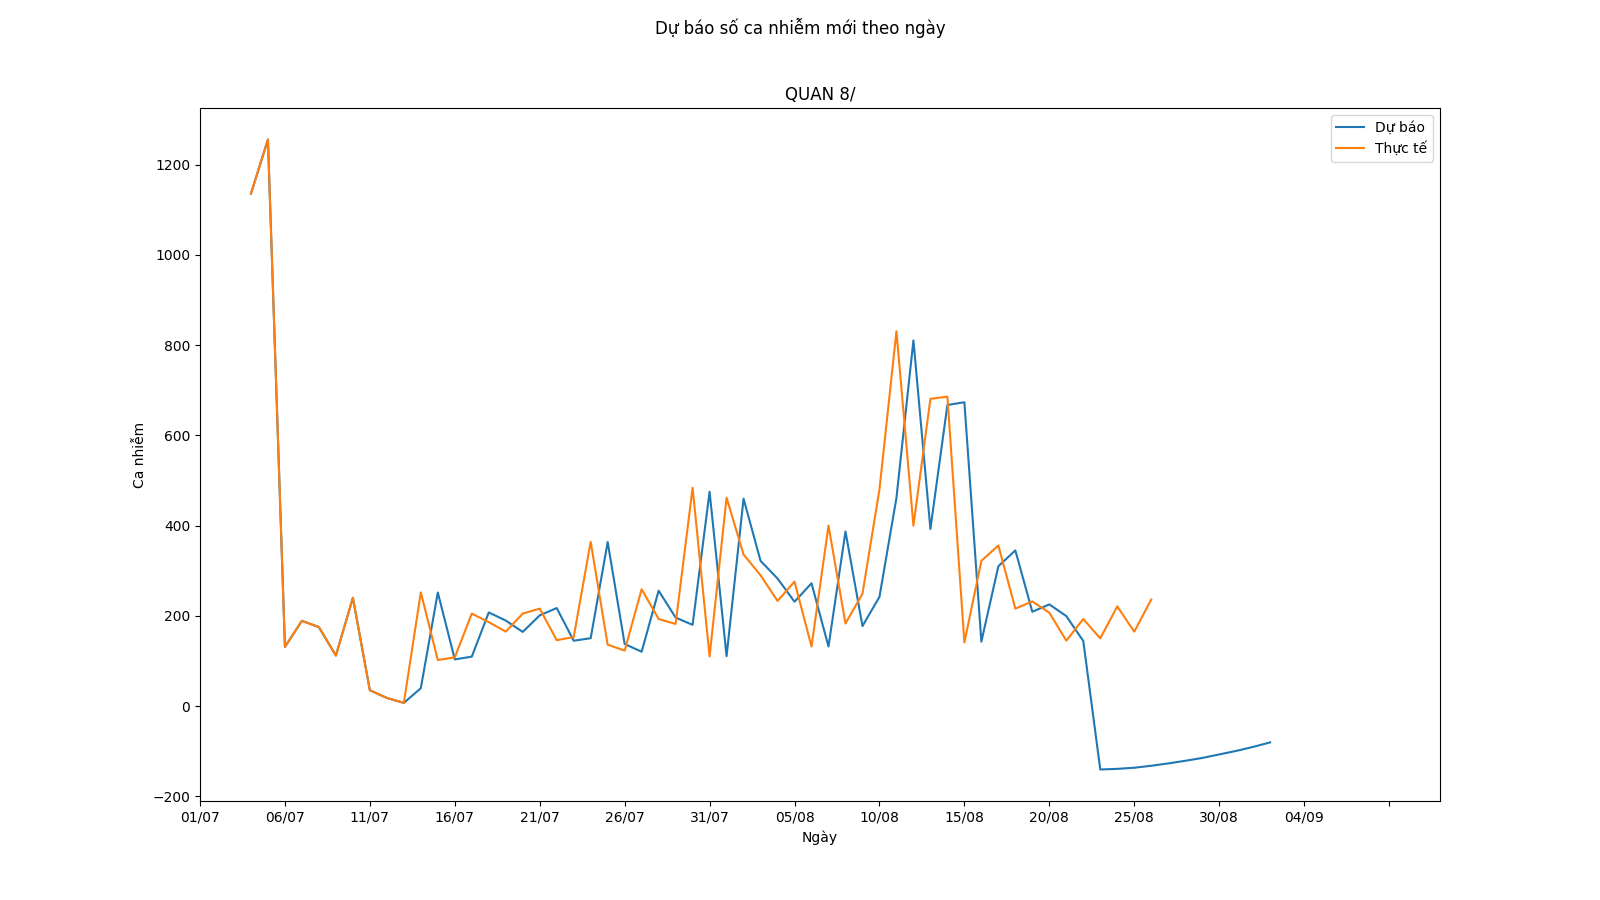 Dự báo số ca nhiễm mới theo ngày
QUAN 8/
Dự báo
Thực tế
1200
1000
800
600
400
200
0
−200
Ca nhiễm
01/07 06/07 11/07 16/07 21/07 26/07 31/07 05/08 10/08 15/08 20/08 25/08 30/08 04/09
Ngày